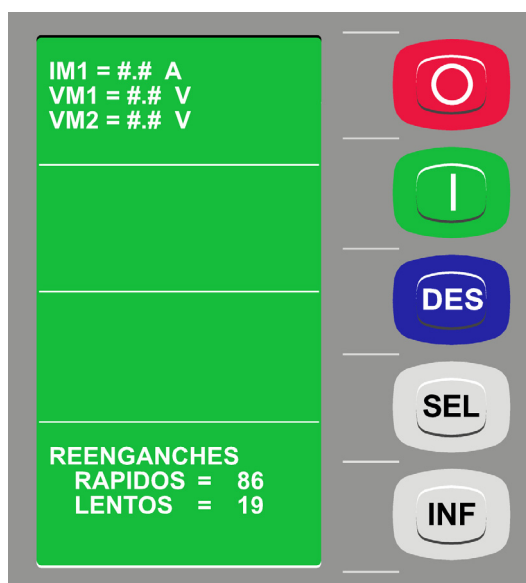 IM1 = #.# A
VM1 = #.# V
VM2 = #.# V
REENGANCHES
RAPIDOS = 86
LENTOS = 19
O
I
DES
SEL
INF